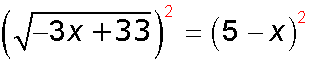 (√(-3x+33))² = (5-x)²